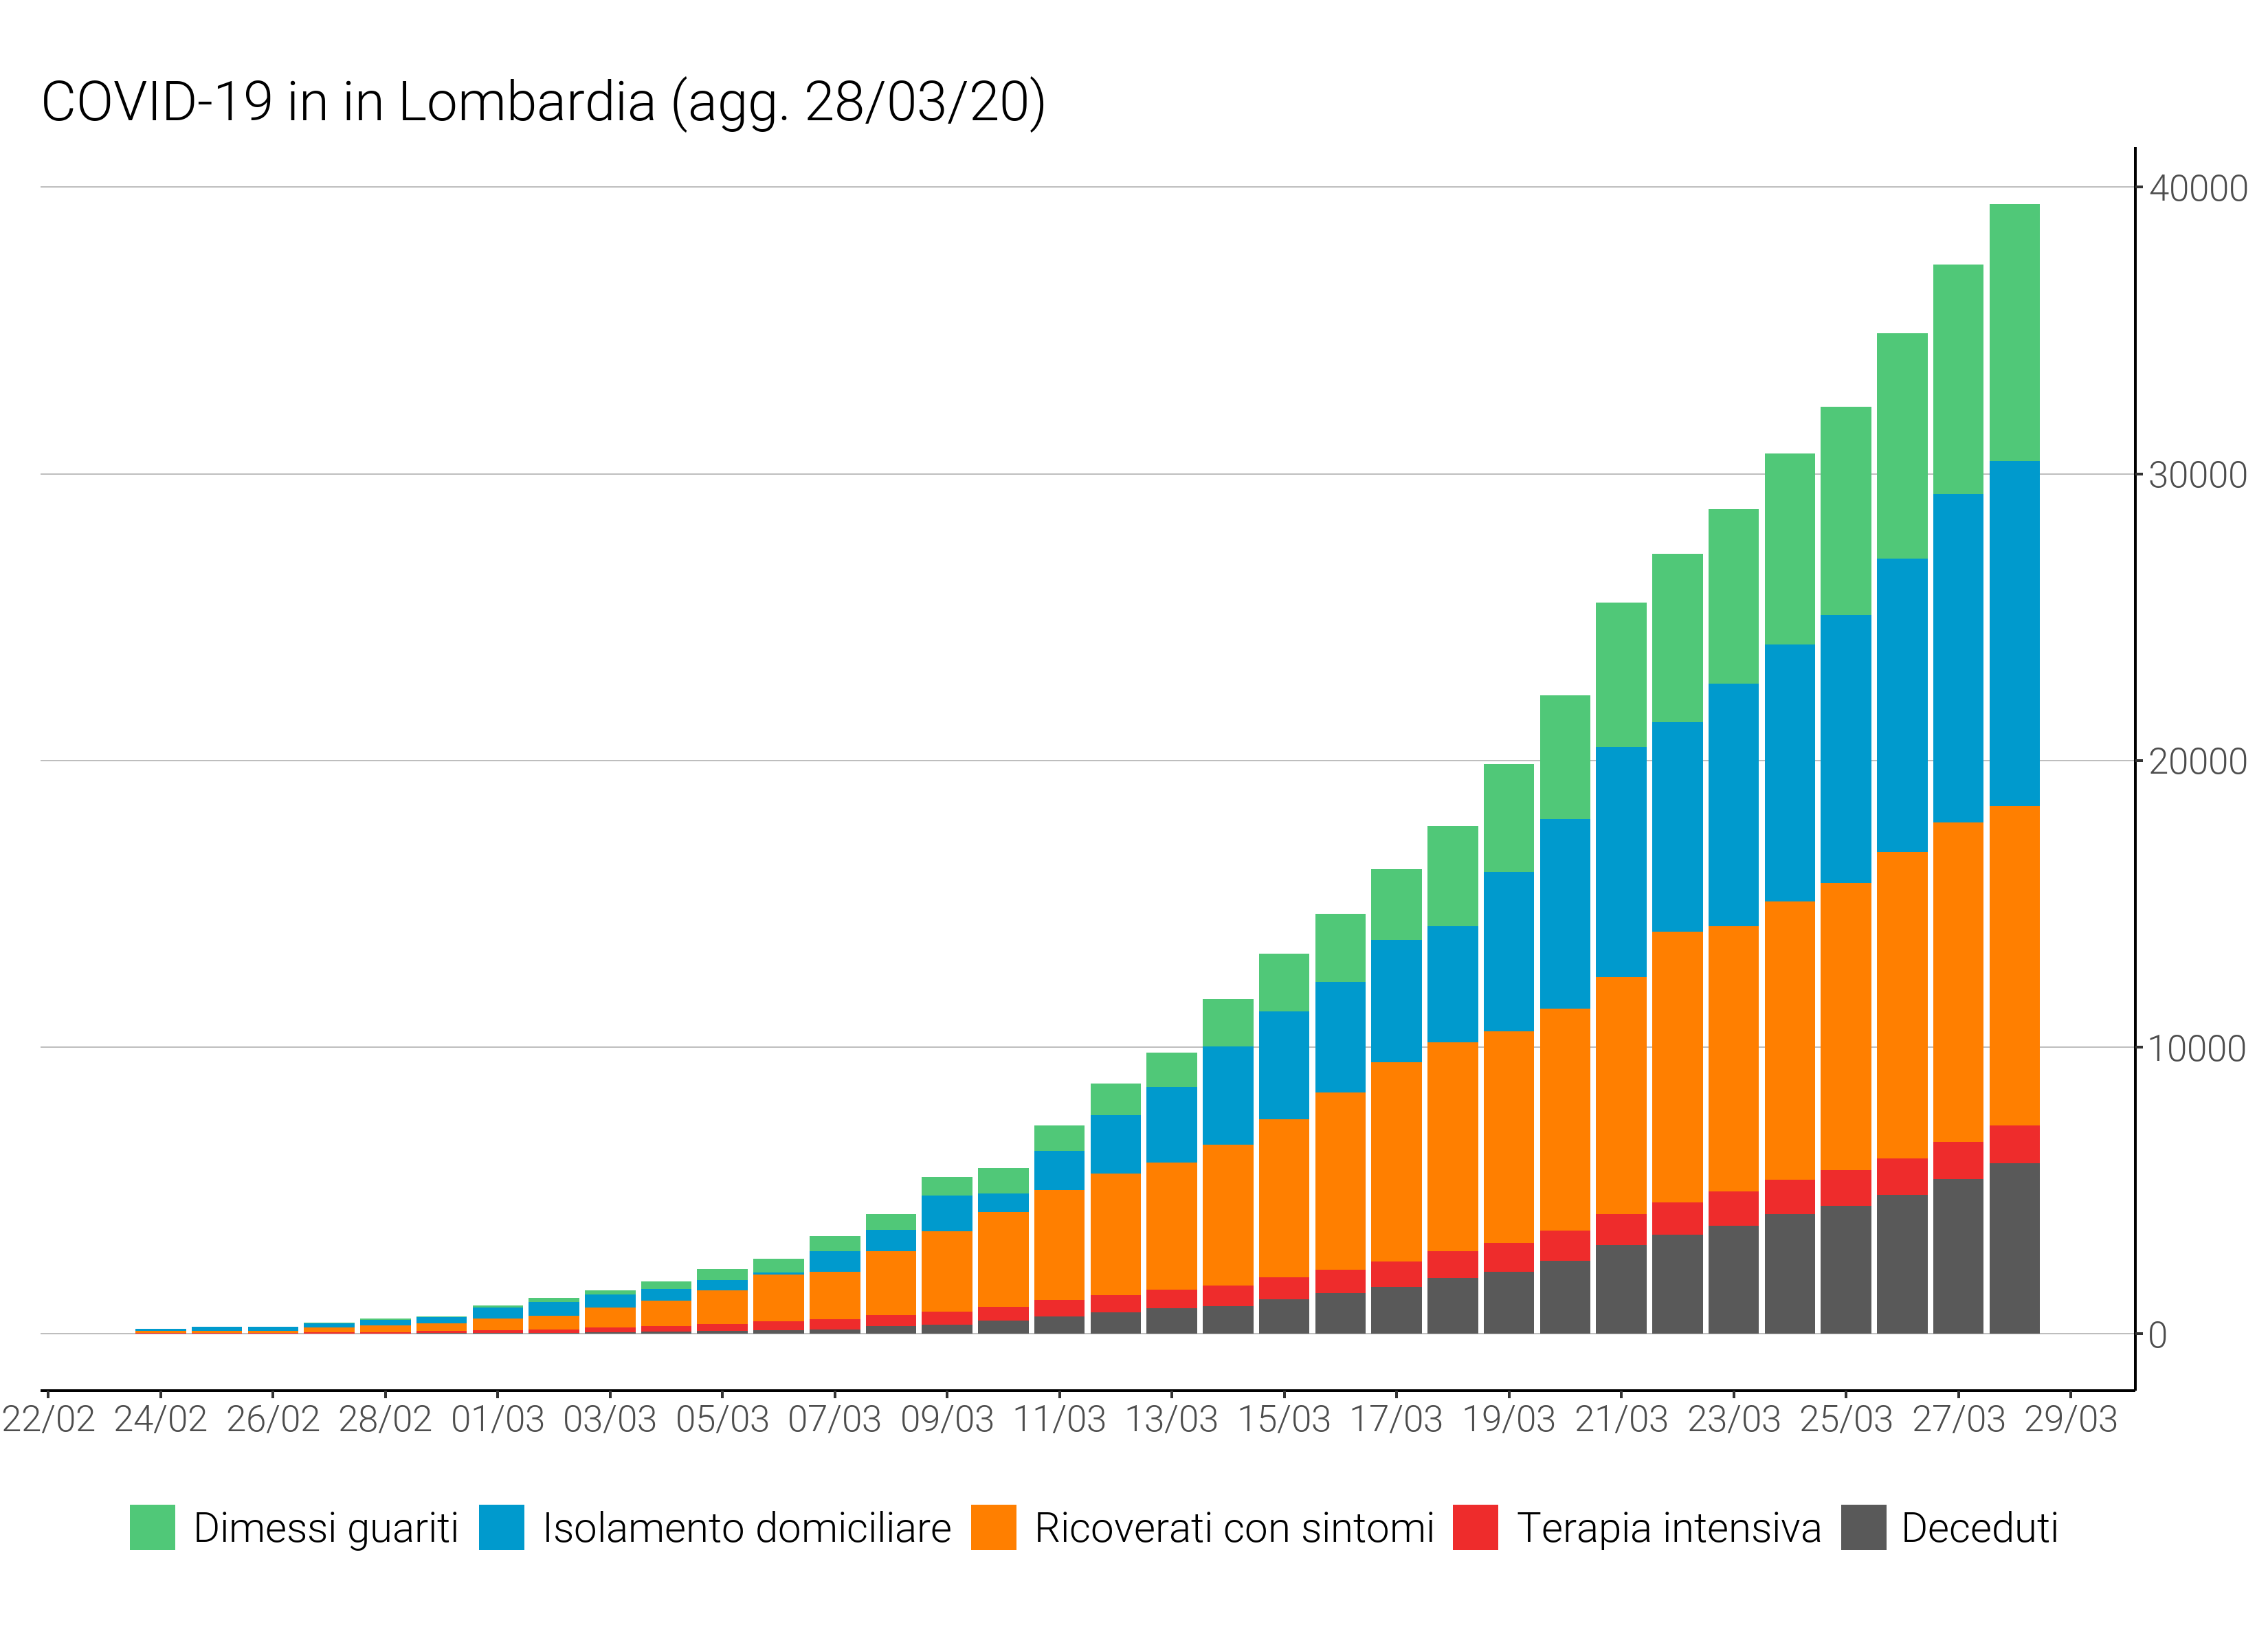 COVID-19 in in Lombardia (agg. 28/03/20)
40000
30000
20000
10000
0
22/02 24/02 26/02 28/02 01/03 03/03 05/03 07/03 09/03 11/03 13/03 15/03 17/03 19/03 21/03 23/03 25/03 27/03 29/03
Dimessi guariti Isolamento domiciliare Ricoverati con sintomi Terapia intensiva Deceduti